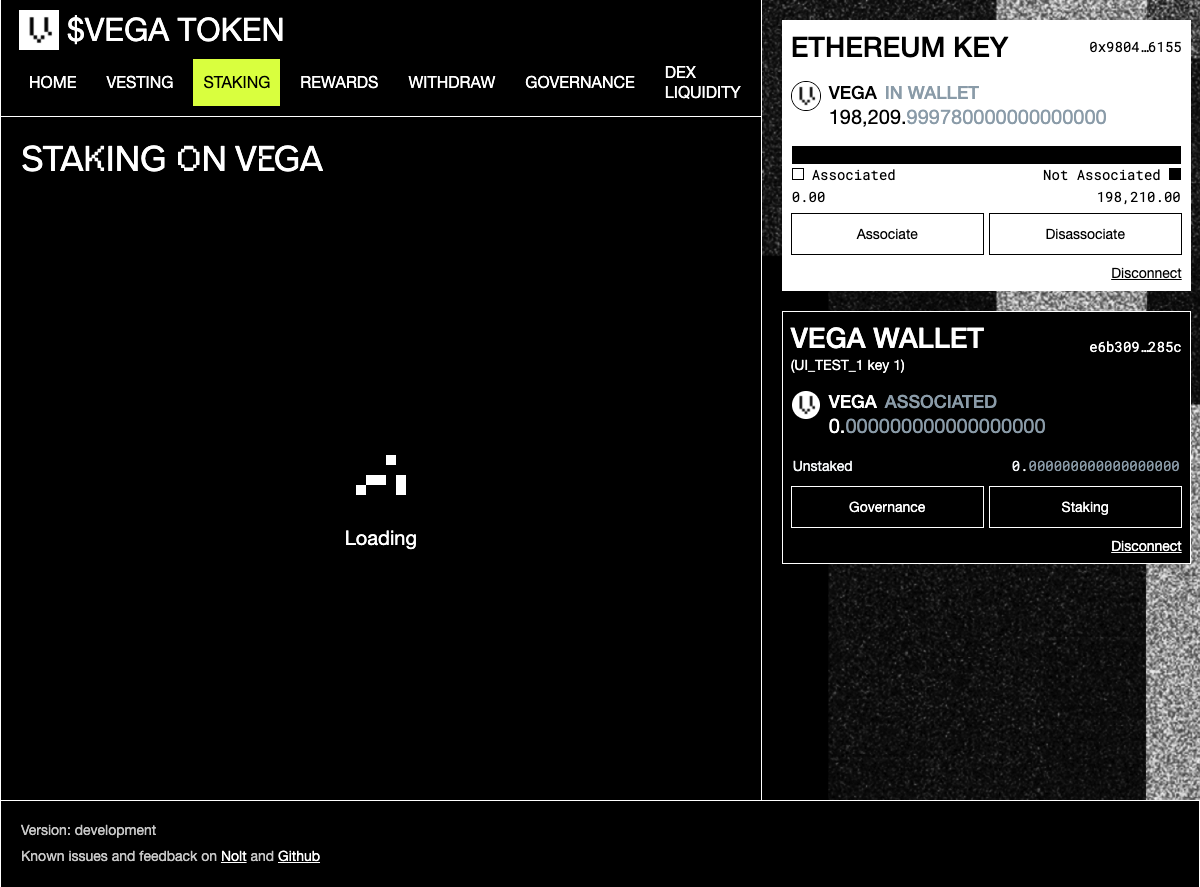 $VEGA TOKEN
HOME VESTING STAKING REWARDS WITHDRAW GOVERNANCE DEX LIQUIDITY
STAKING ON VEGA
Loading
ETHEREUM KEY 0x9804…6155
VEGA IN WALLET
198,209.999780000000000000
Associated Not Associated
0.00 198,210.00
Associate Disassociate
Disconnect
VEGA WALLET e6b309…285c
(UI_TEST_1 key 1)
VEGA ASSOCIATED
0.000000000000000000
Unstaked 0.000000000000000000
Governance Staking
Disconnect
Version: development
Known issues and feedback on Nolt and Github